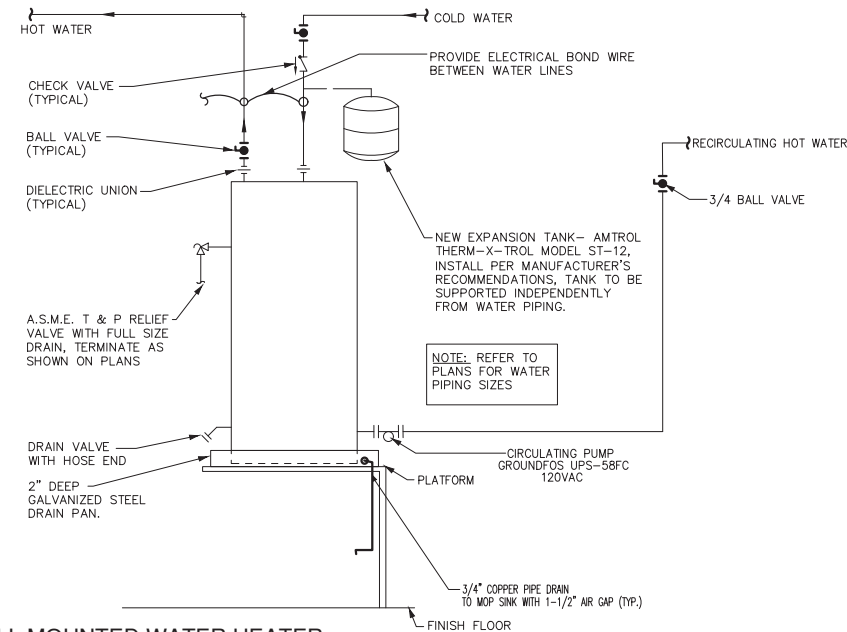 HOT WATER
COLD WATER
PROVIDE ELECTRICAL BOND WIRE
BETWEEN WATER LINES
CHECK VALVE
(TYPICAL)
BALL VALVE
(TYPICAL)
RECIRCULATING HOT WATER
DIELECTRIC UNION
(TYPICAL)
3/4 BALL VALVE
NEW EXPANSION TANK- AMTROL
THERM-X-TROL MODEL ST-12,
INSTALL PER MANUFACTURER'S
RECOMMENDATIONS, TANK TO BE
SUPPORTED INDEPENDENTLY
FROM WATER PIPING.
A.S.M.E. T & P RELIEF
VALVE WITH FULL SIZE
DRAIN, TERMINATE AS
SHOWN ON PLANS
NOTE: REFER TO
PLANS FOR WATER
PIPING SIZES
DRAIN VALVE
WITH HOSE END
CIRCULATING PUMP
GROUNDFOS UPS-58FC
120VAC
2" DEEP
GALVANIZED STEEL
DRAIN PAN.
PLATFORM
3/4" COPPER PIPE DRAIN
TO MOP SINK WITH 1-1/2" AIR GAP (TYP.)
FINISH FLOOR
MOUNTED WATER HEATER